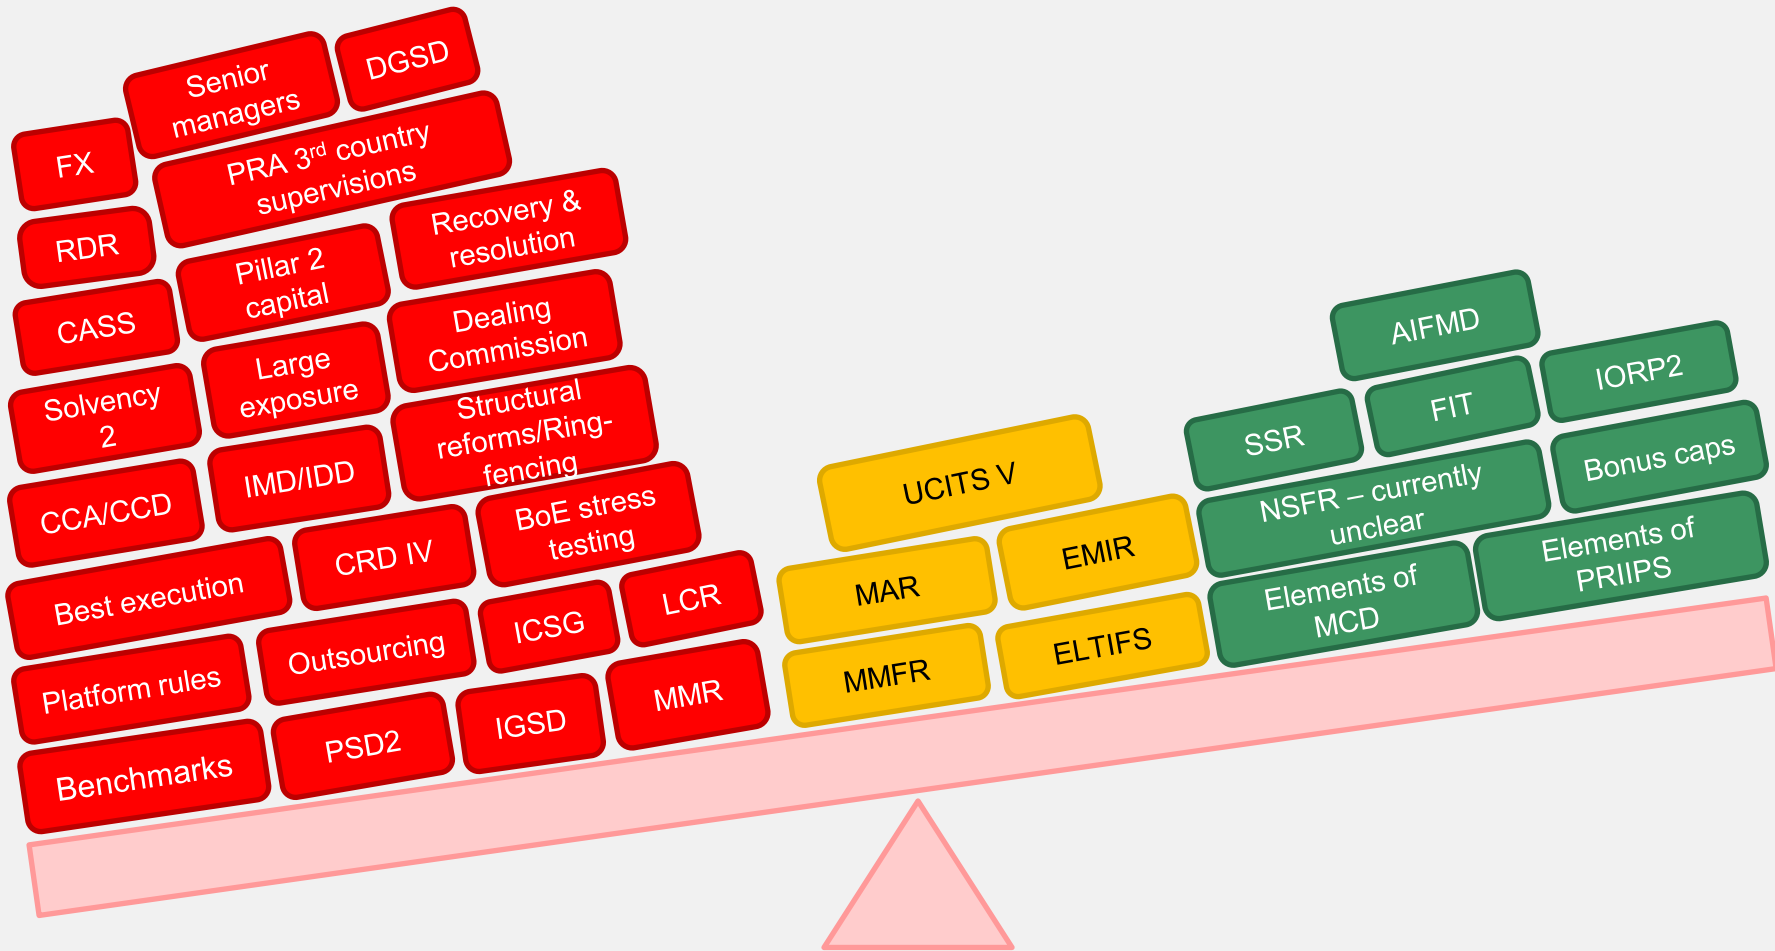 Senior
managers
DGSD
FX
PRA 3rd country
supervisions
RDR
Pillar 2
capital
Recovery &
resolution
CASS
Large
exposure
Dealing
Commission
Solvency
2
IMD/IDD
Structural
reforms/Ring-
fencing
CCA/CCD
CRD IV
BoE stress
testing
Best execution
Outsourcing
ICSG
LCR
Platform rules
Benchmarks
PSD2
IGSD
MMR
UCITS V
MAR
EMIR
MMFR
ELTIFS
AIFMD
SSR
FIT
IORP2
NSFR – currently
unclear
Bonus caps
Elements of
MCD
Elements of
PRIIPS